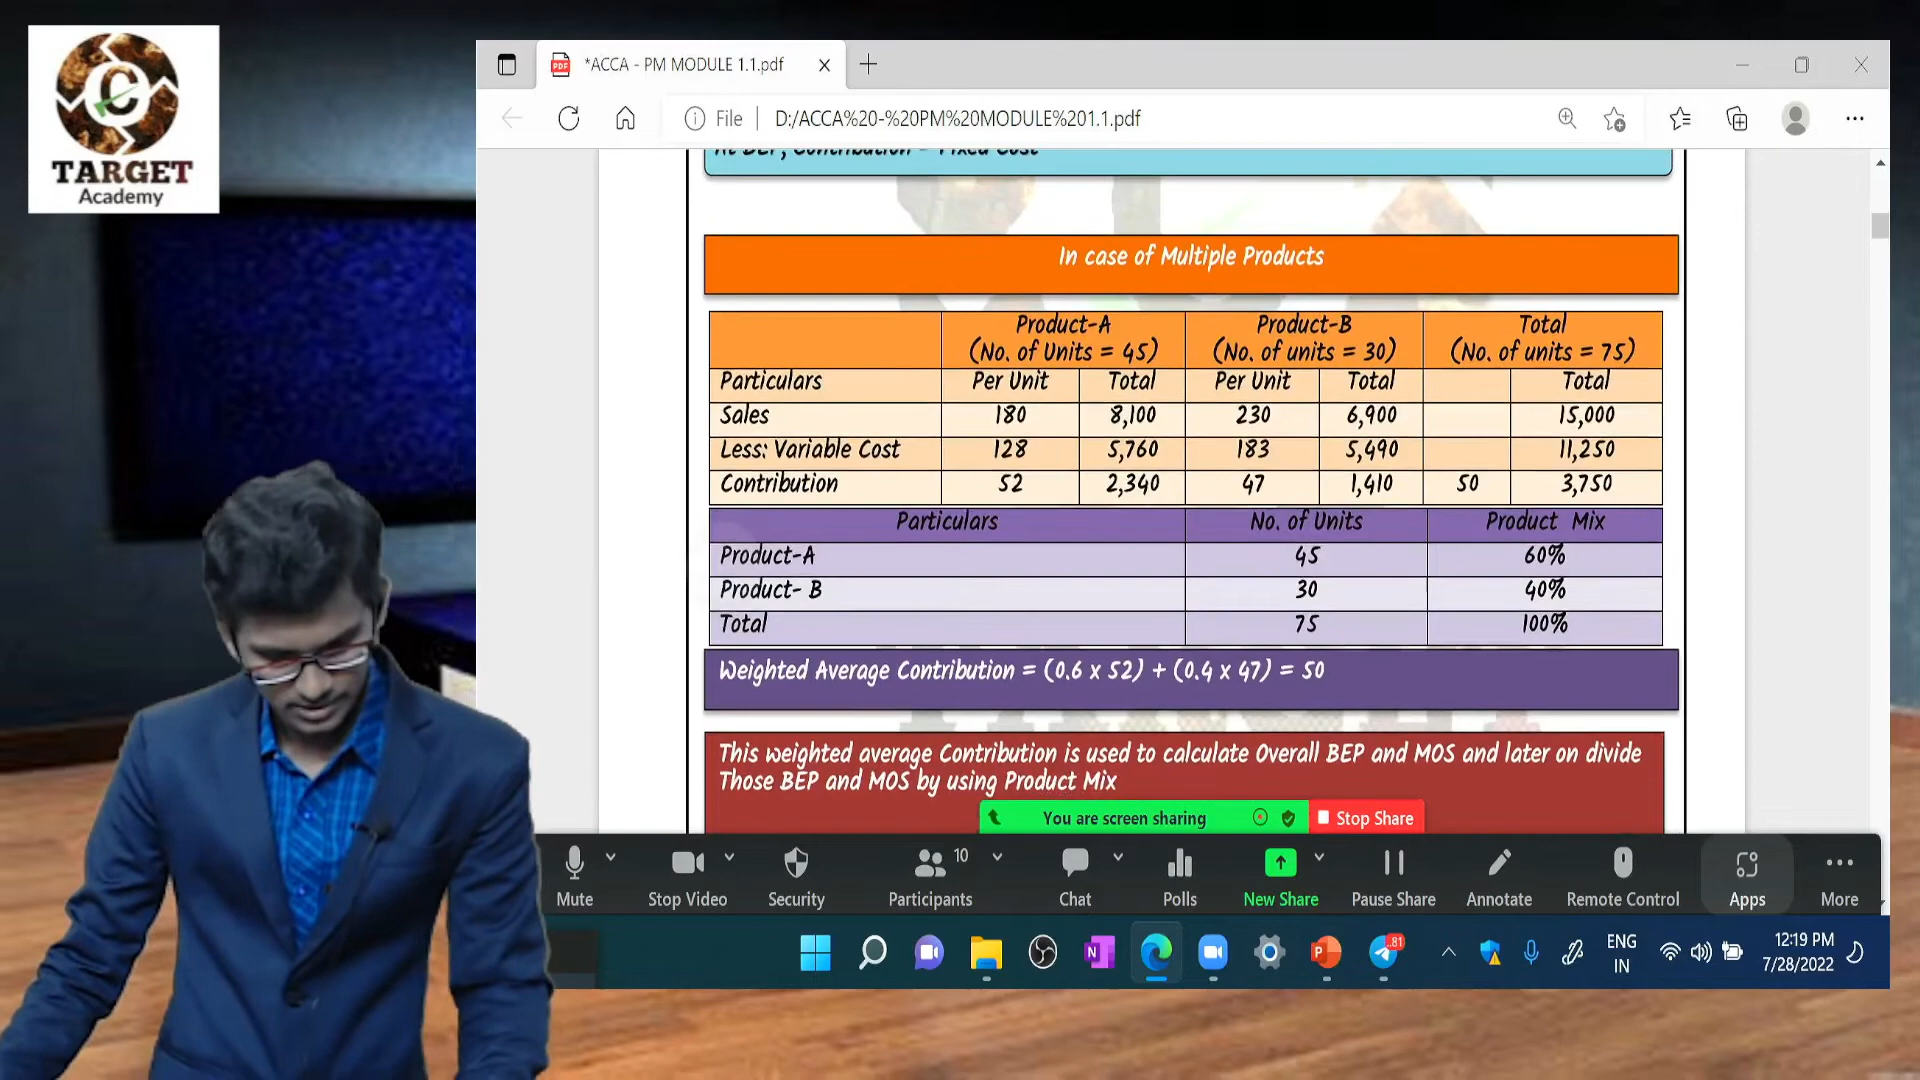 TARGET
Academy
*ACCA - PM MODULE 1.1.pdf
File
D:/ACCA%20-%20PM%20MODULE%201.1.pdf
At BEP, Contribution = Fixed Cost
In case of Multiple Products
Product-A Product-B Total
(No. of Units = 45) (No. of units = 30) (No. of units = 75)
Particulars Per Unit Total Per Unit Total Total
Sales 180 8,100 230 6,900 15,000
Less: Variable Cost 128 5,760 183 5,490 11,250
Contribution 52 2,340 47 1,410 50 3,750
Particulars No. of Units Product Mix
Product-A 45 60%
Product- B 30 40%
Total 75 100%
Weighted Average Contribution = (0.6 x 52) + (0.4 x 47) = 50
This weighted average Contribution is used to calculate Overall BEP and MOS and later on divide
Those BEP and MOS by using Product Mix
You are screen sharing Stop Share
10
Mute Stop Video Security Participants Chat Polls New Share Pause Share Annotate Remote Control Apps More
81
ENG 12:19 PM
IN 7/28/2022